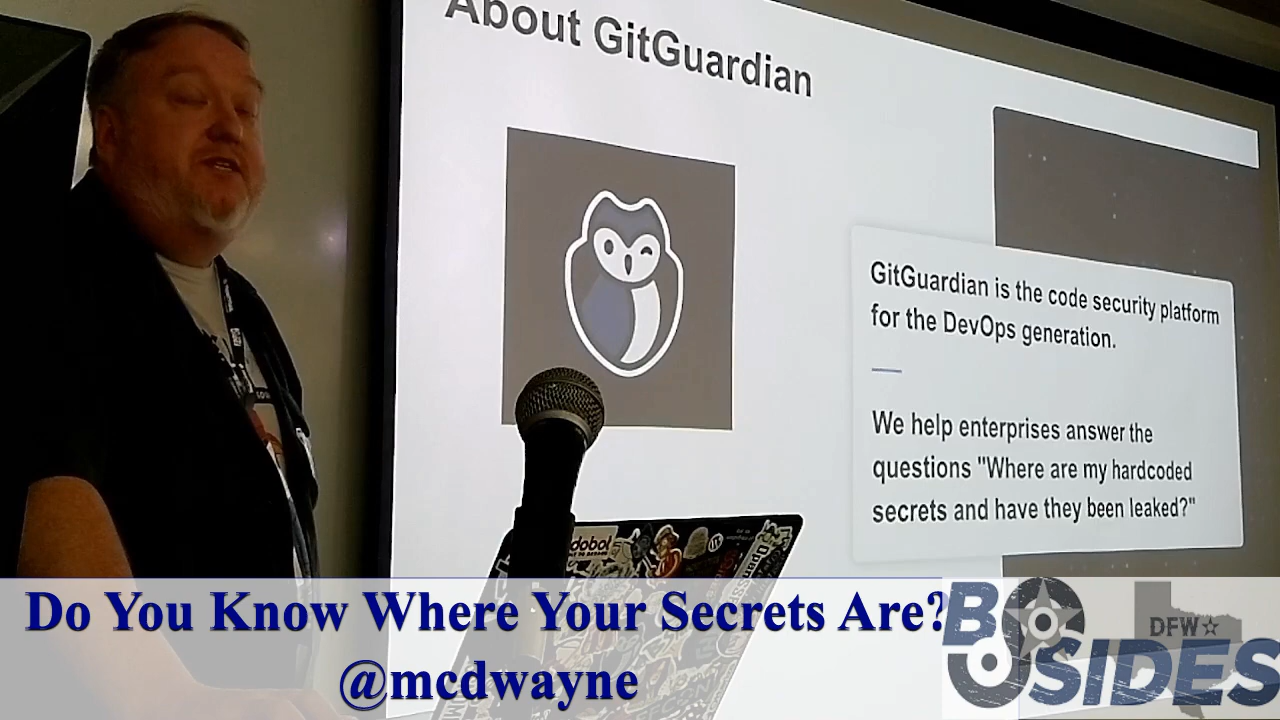 About GitGuardian
GitGuardian is the code security platform
for the DevOps generation.
We help enterprises answer the
questions "Where are my hardcoded
secrets and have they been leaked?"
dobot
Do You Know Where Your Secrets Are?
@mcdwayne
BSIDES
DFW